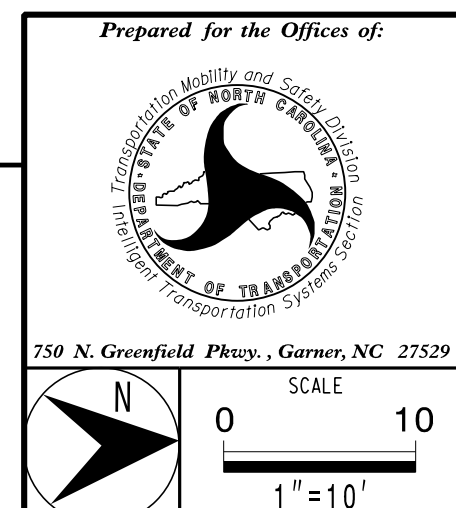 Prepared for the Offices of:
Transportation Mobility and Safety Division
STATE OF NORTH CAROLINA
DEPARTMENT OF TRANSPORTATION
Intelligent Transportation Systems Section
750 N. Greenfield Pkwy. , Garner, NC 27529
N
SCALE
0 10
1"=10'